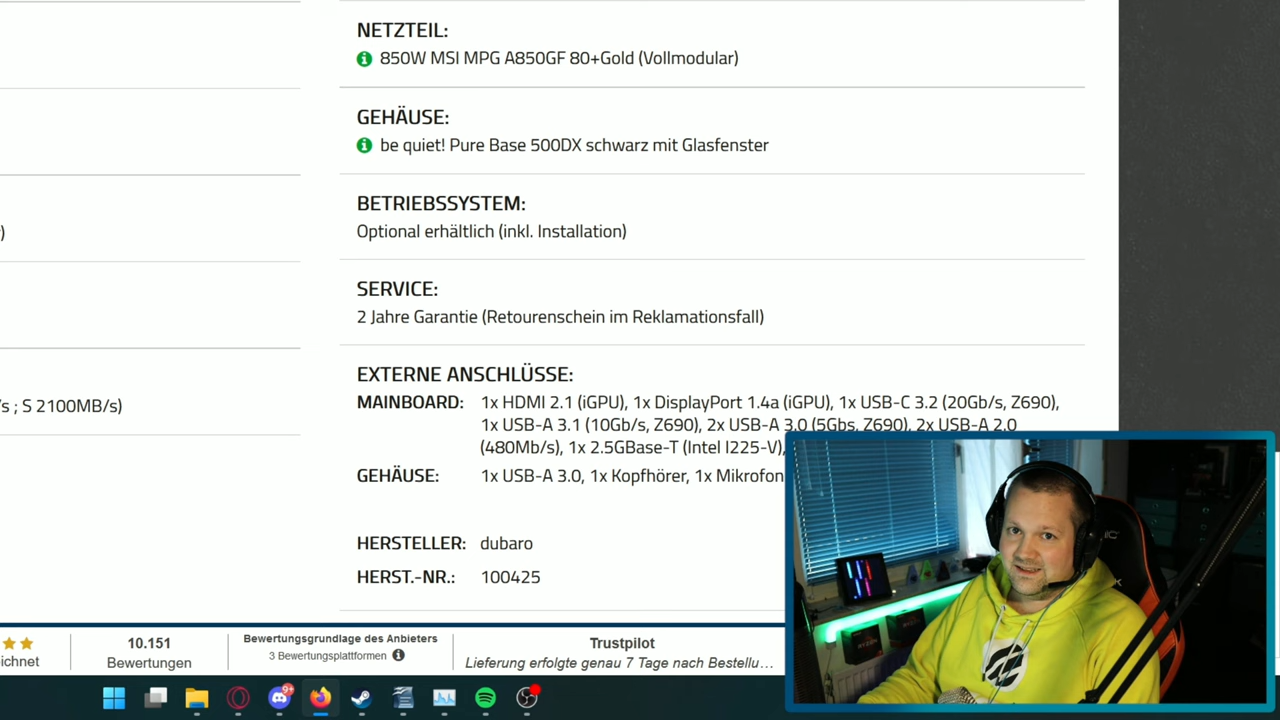 NETZTEIL:
850W MSI MPG A850GF 80+Gold (Vollmodular)
GEHÄUSE:
be quiet! Pure Base 500DX schwarz mit Glasfenster
BETRIEBSSYSTEM:
Optional erhältlich (inkl. Installation)
)
SERVICE:
2 Jahre Garantie (Retourenschein im Reklamationsfall)
EXTERNE ANSCHLÜSSE:
/s ; S 2100MB/s)
MAINBOARD: 1x HDMI 2.1 (iGPU), 1x DisplayPort 1.4a (iGPU), 1x USB-C 3.2 (20Gb/s, Z690),
1x USB-A 3.1 (10Gb/s, Z690), 2x USB-A 3.0 (5Gbs, Z690), 2x USB-A 2.0
(480Mb/s), 1x 2.5GBase-T (Intel I225-V),
GEHÄUSE: 1x USB-A 3.0, 1x Kopfhörer, 1x Mikrofon
HERSTELLER: dubaro
HERST.-NR.: 100425
ichnet
10.151
Bewertungen
Bewertungsgrundlage des Anbieters
3 Bewertungsplattformen
Trustpilot
Lieferung erfolgte genau 7 Tage nach Bestellu…
9+